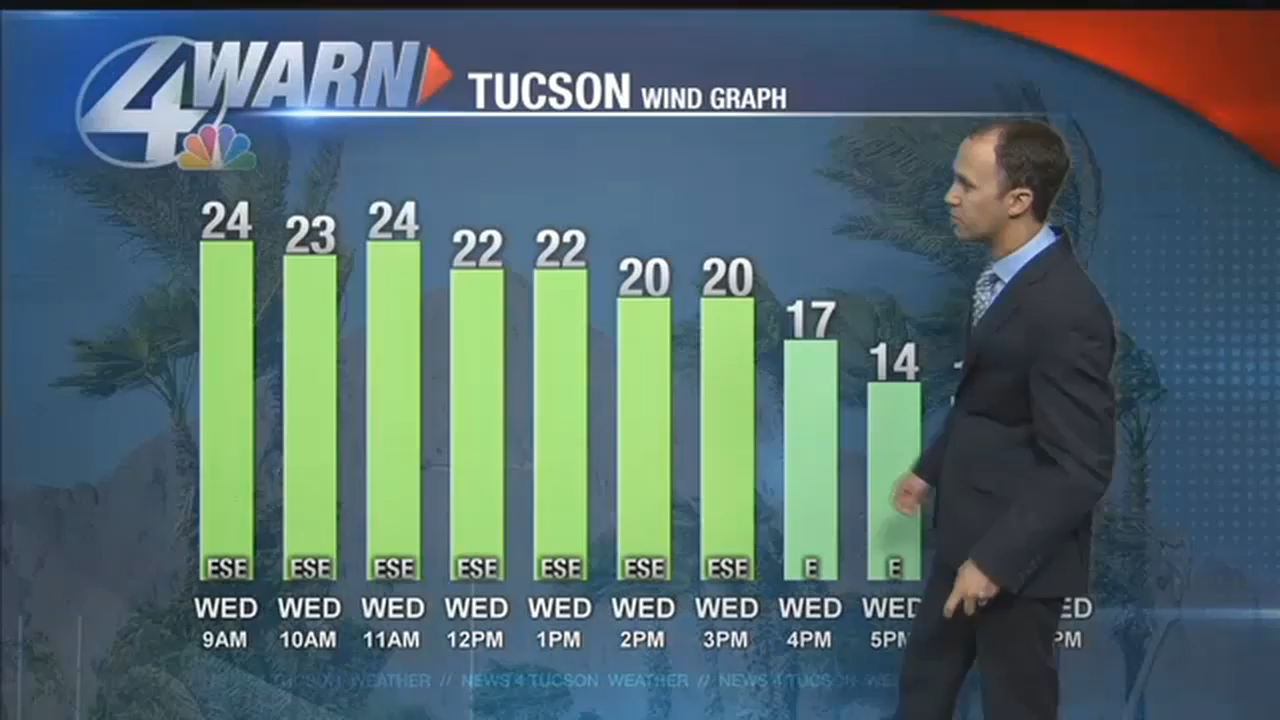 4WARN
TUCSON WIND GRAPH
24 23 24 22 22 20 20 17 14
ESE ESE ESE ESE ESE ESE ESE E E
WED WED WED WED WED WED WED WED WED
9AM 10AM 11AM 12PM 1PM 2PM 3PM 4PM
TUCSON WEATHER // NEWS 4 TUCSON WEATHER // NEWS 4 TUCSON